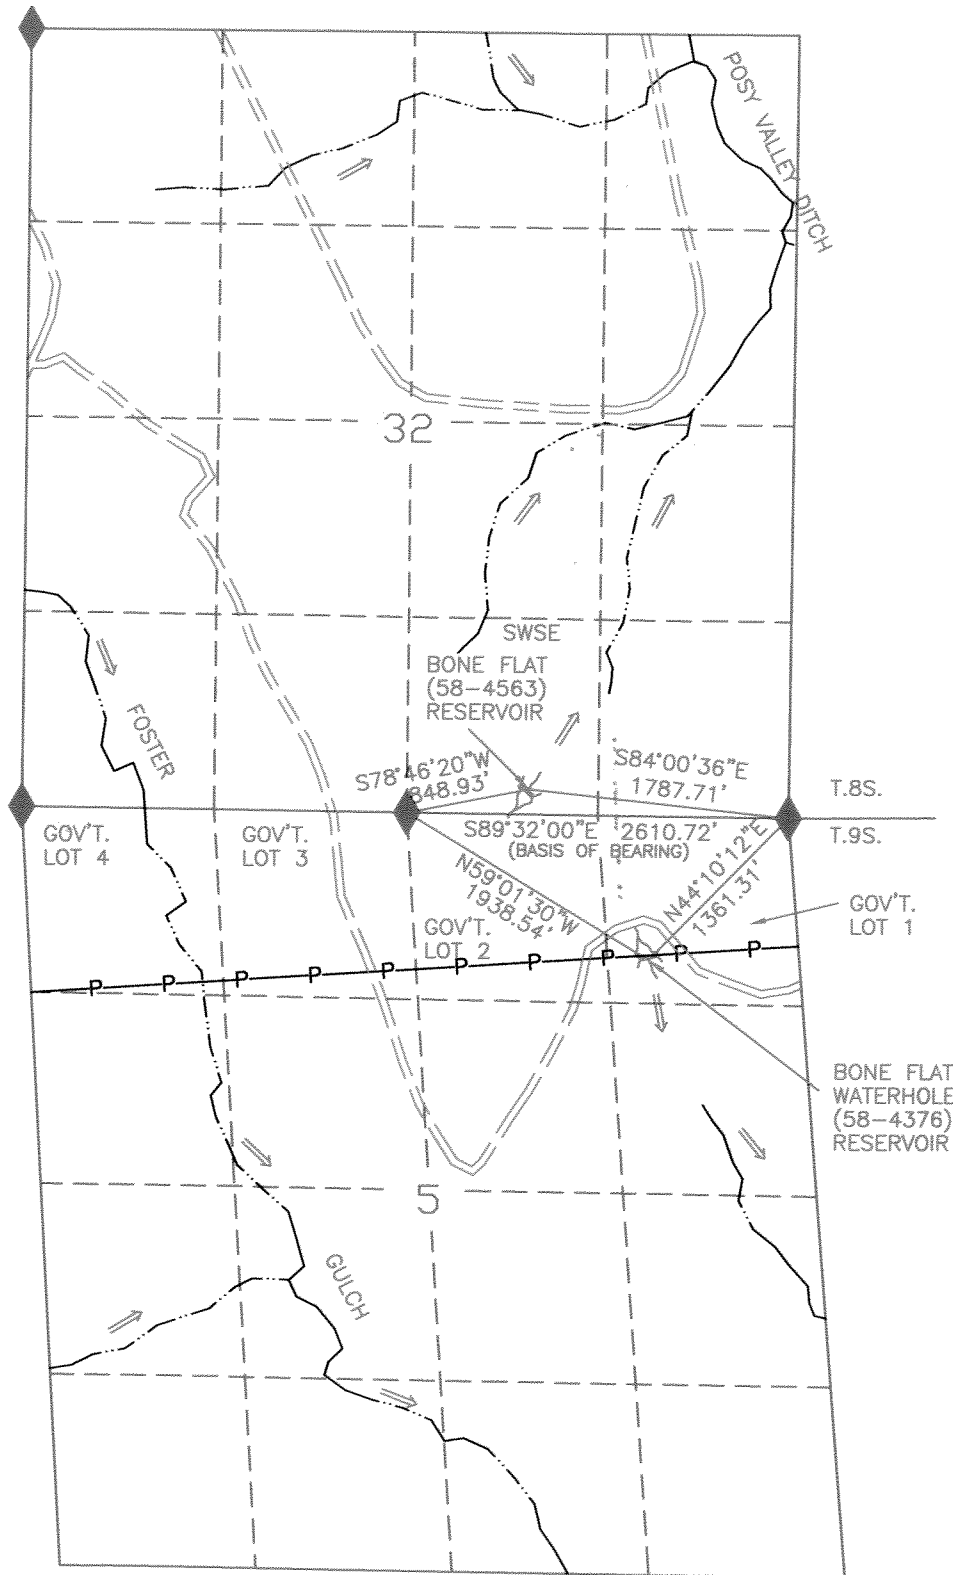 POSY VALLEY DITCH
32
SWSE
BONE FLAT
(58-4563)
RESERVOIR
FOSTER
S78°46'20"W
848.93'
S84°00'36"E
1787.71'
T.8S.
T.9S.
GOV'T.
LOT 4
GOV'T.
LOT 3
S89°32'00"E 2610.72'
(BASIS OF BEARING)
N59°01'30"W
1938.54'
N44°10'12"E
1361.31'
GOV'T.
LOT 1
GOV'T.
LOT 2
P P P P P P P P P P
BONE FLAT
WATERHOLE
(58-4376)
RESERVOIR
5
GULCH